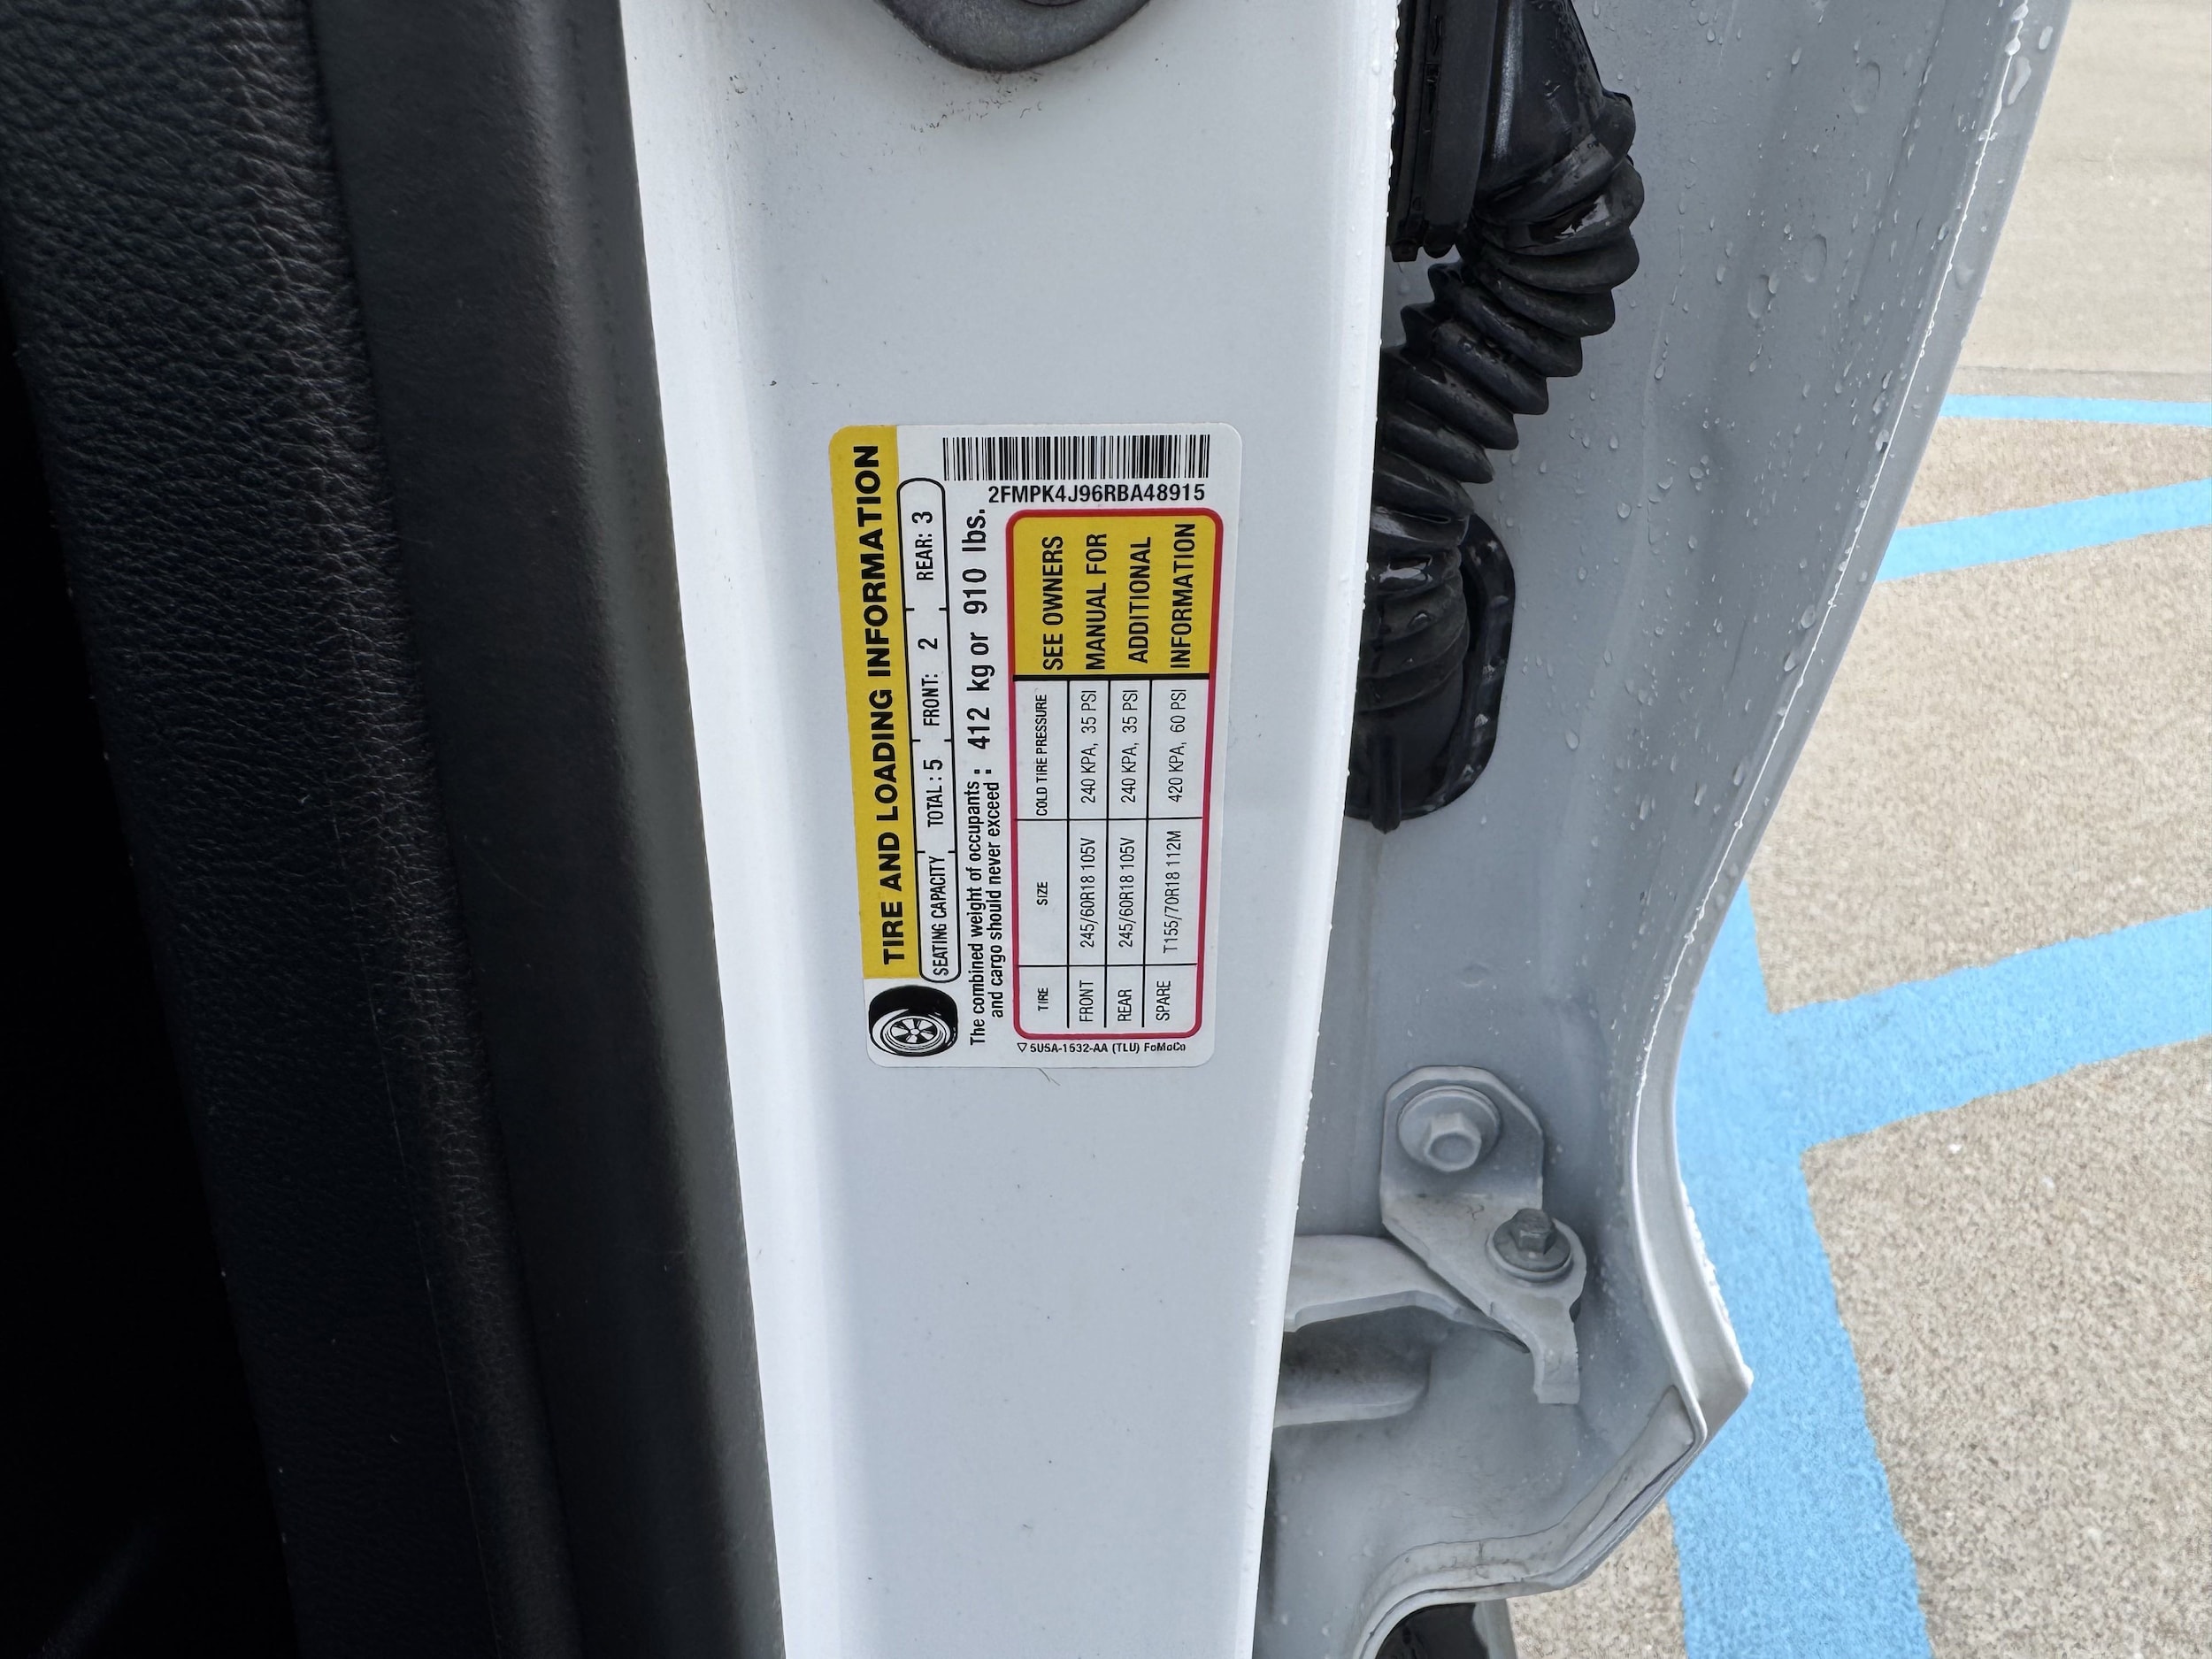 TIRE AND LOADING INFORMATION
SEATING CAPACITY TOTAL : 5 FRONT: 2 REAR: 3
The combined weight of occupants
and cargo should never exceed : 412 kg or 910 lbs.
2FMPK4J96RBA48915
TIRE SIZE COLD TIRE PRESSURE
FRONT 245/60R18 105V 240 KPA, 35 PSI
REAR 245/60R18 105V 240 KPA, 35 PSI
SPARE T155/70R18 112M 420 KPA, 60 PSI
SEE OWNERS
MANUAL FOR
ADDITIONAL
INFORMATION
5U5A-1532-AA (TLU) FoMoCo